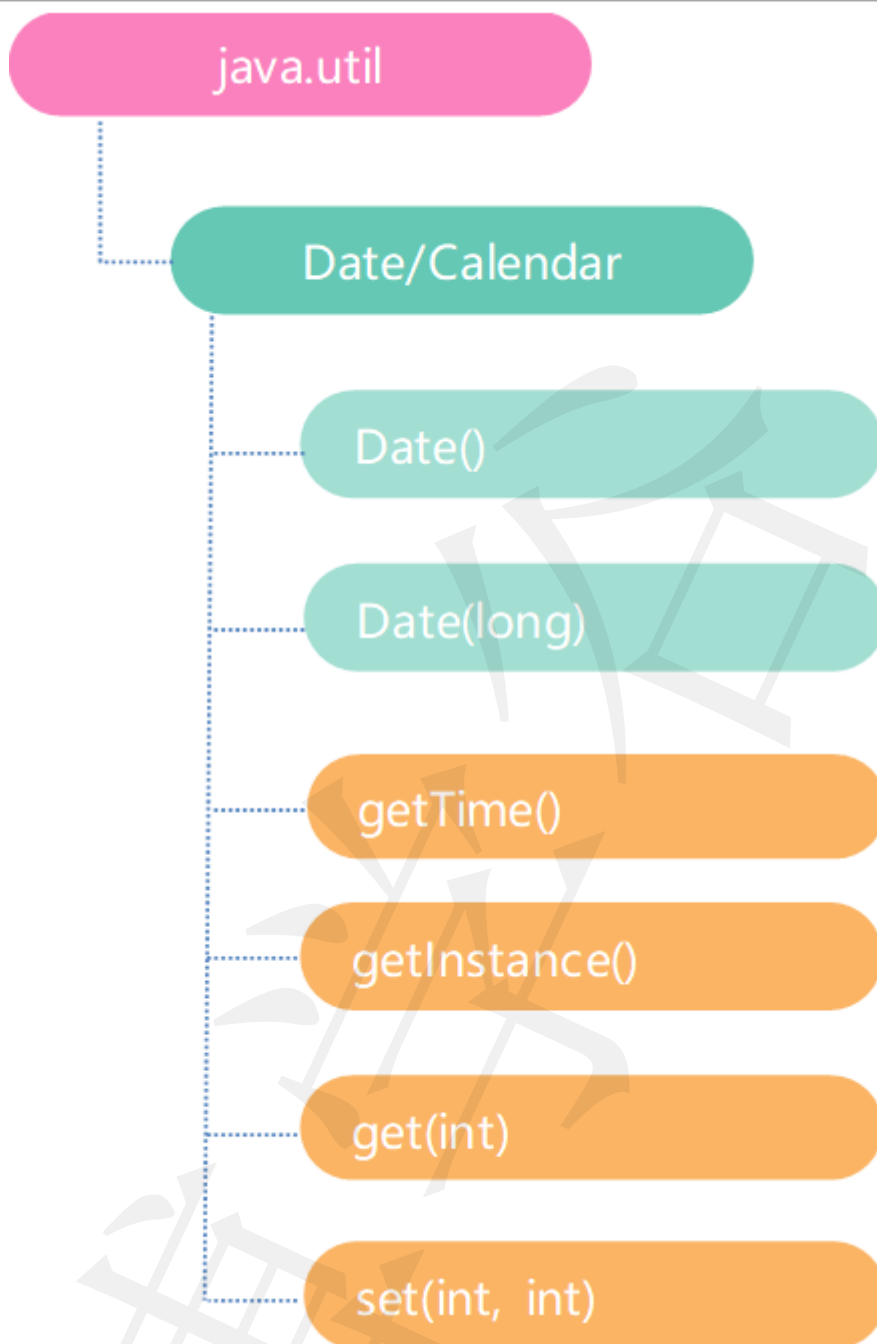 java.util
Date/Calendar
Date()
Date(long)
getTime()
getInstance()
get(int)
set(int, int)